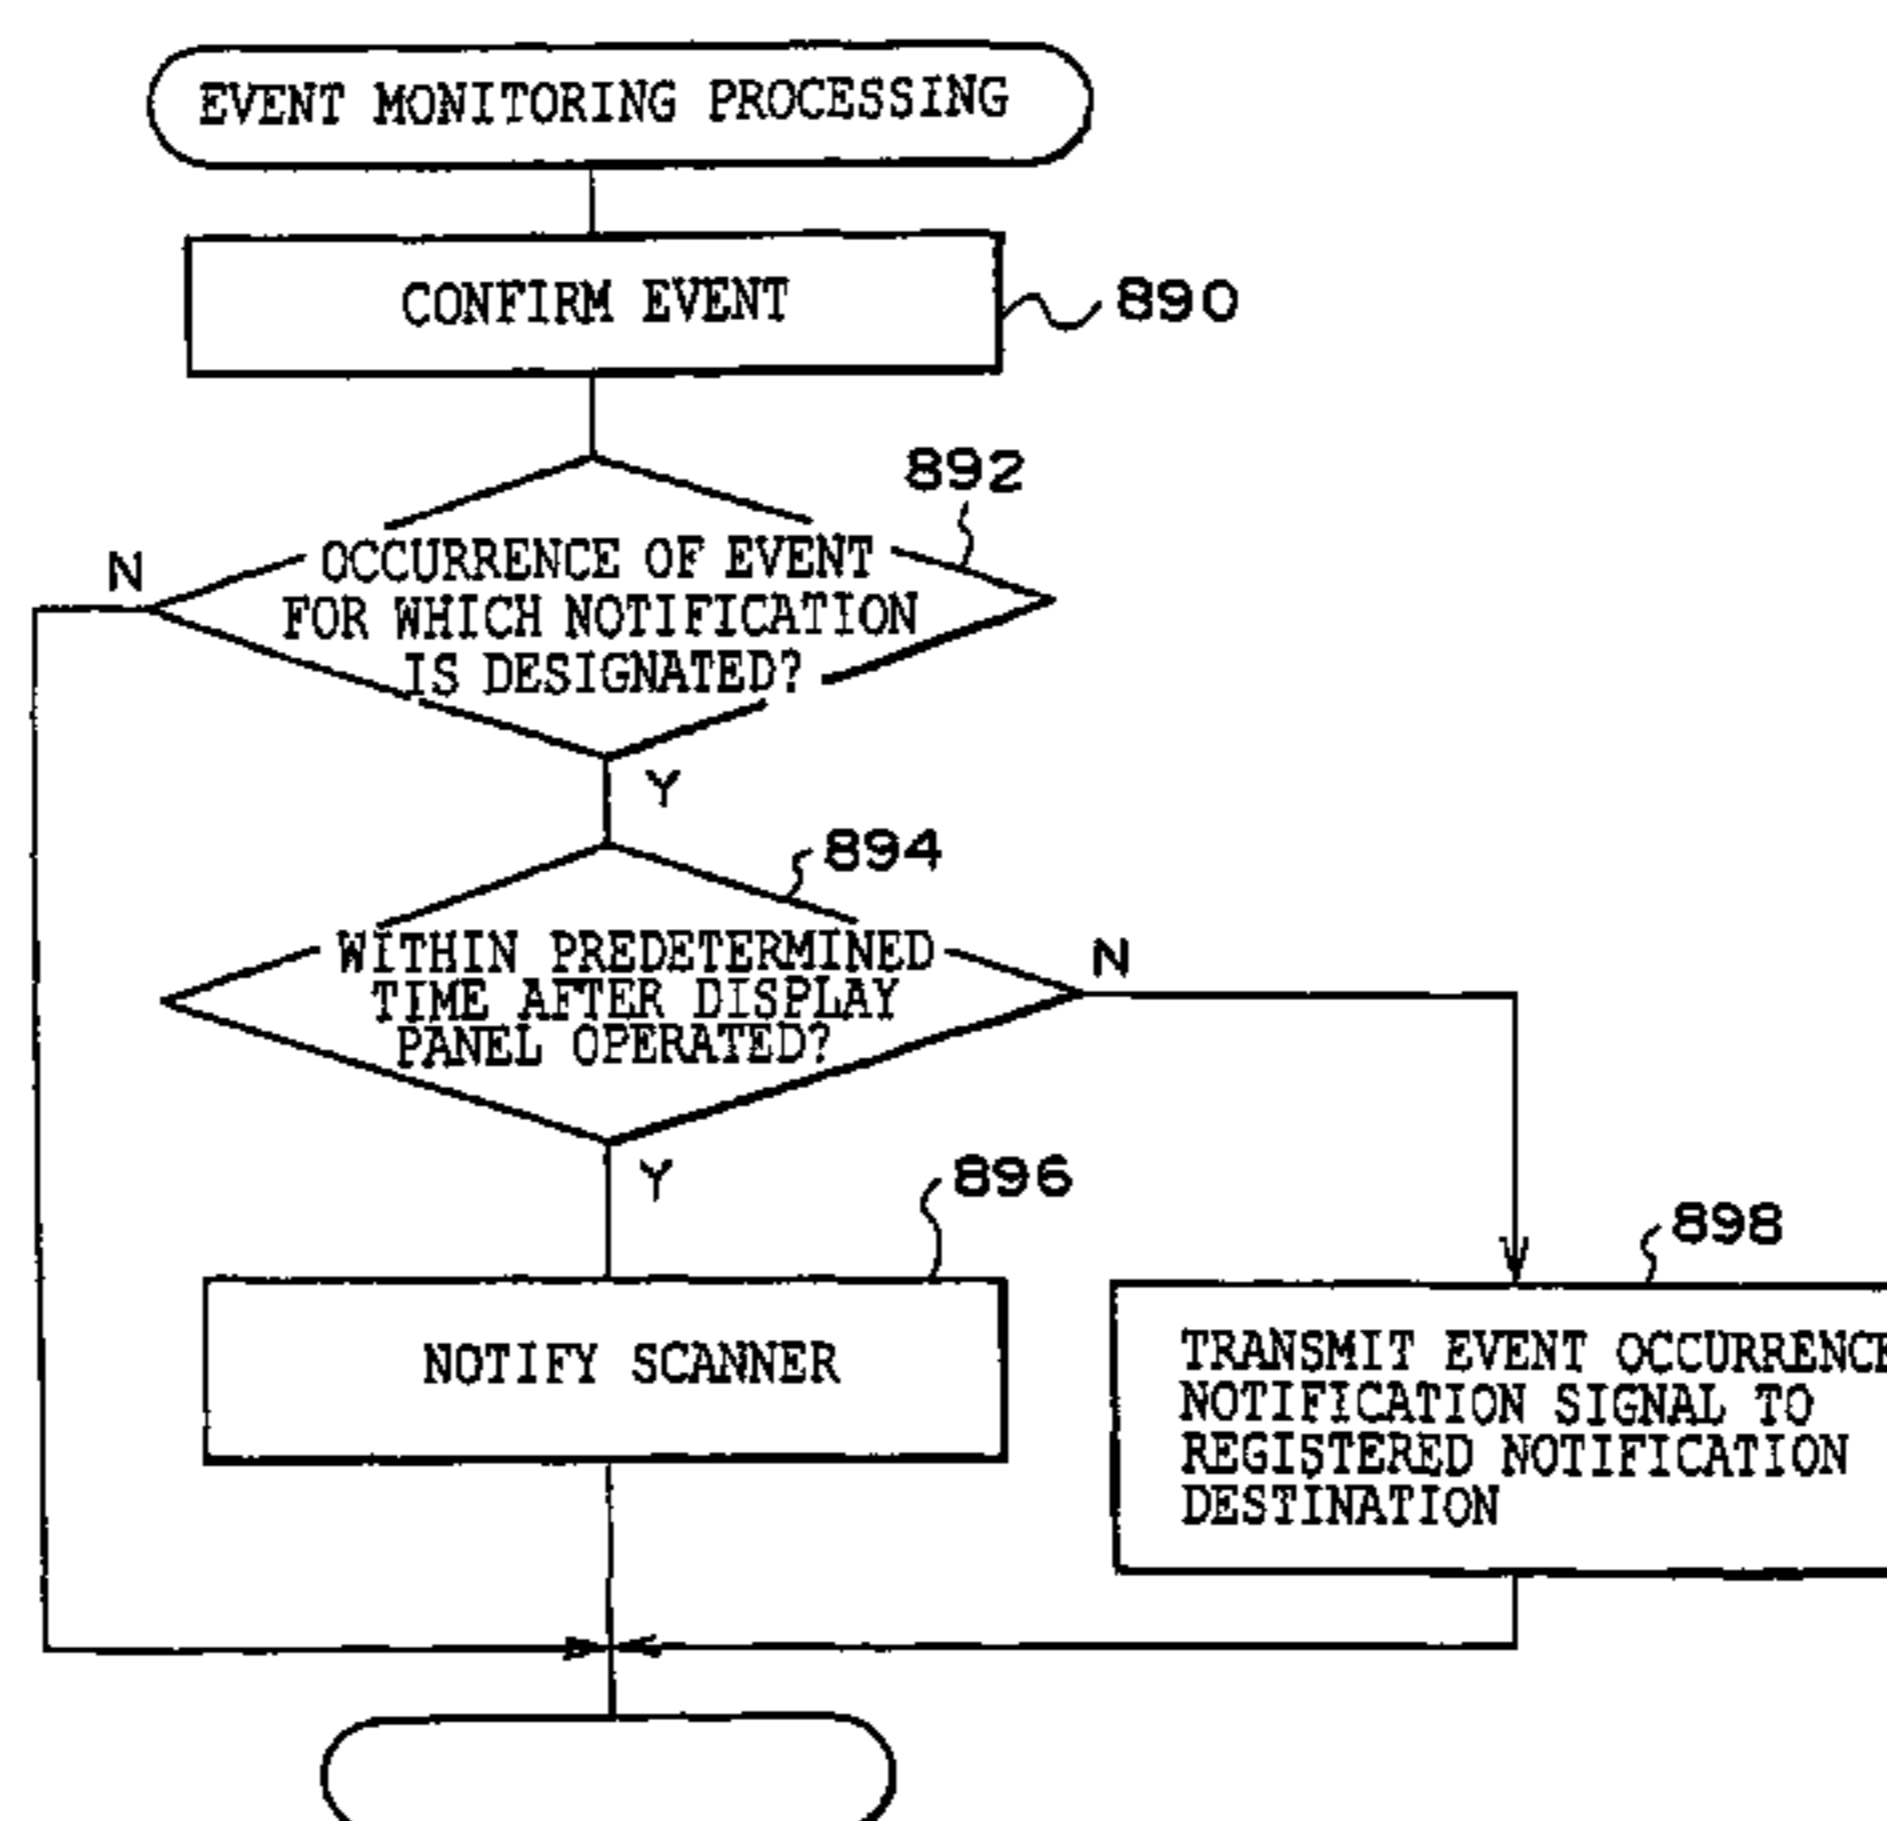 EVENT MONITORING PROCESSING
CONFIRM EVENT
890
892
N
OCCURRENCE OF EVENT
FOR WHICH NOTIFICATION
IS DESIGNATED?
Y
894
WITHIN PREDETERMINED
TIME AFTER DISPLAY
PANEL OPERATED?
N
Y
896
898
NOTIFY SCANNER
TRANSMIT EVENT OCCURRENCE
NOTIFICATION SIGNAL TO
REGISTERED NOTIFICATION
DESTINATION